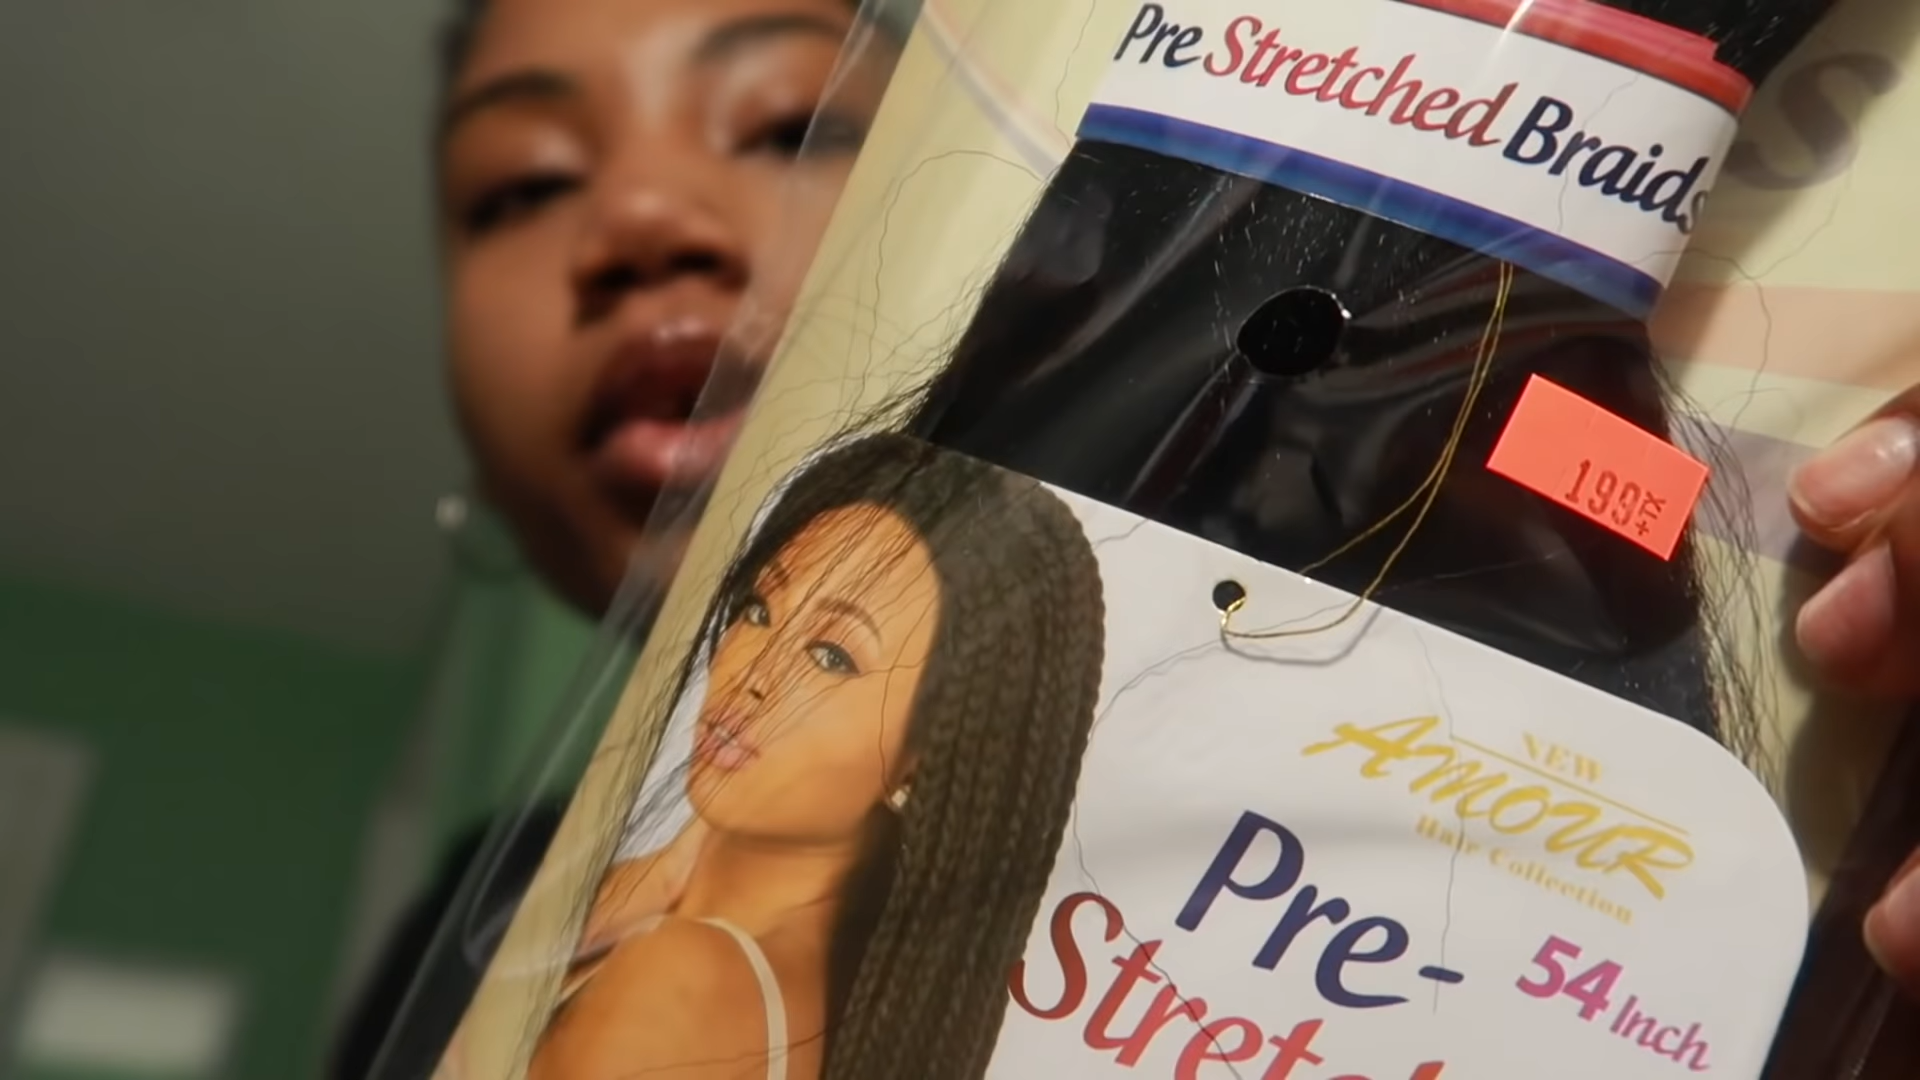 Pre Stretched Braids
S
199+TX
NEW
AMOUR
Hair Collection
Pre-
54 Inch